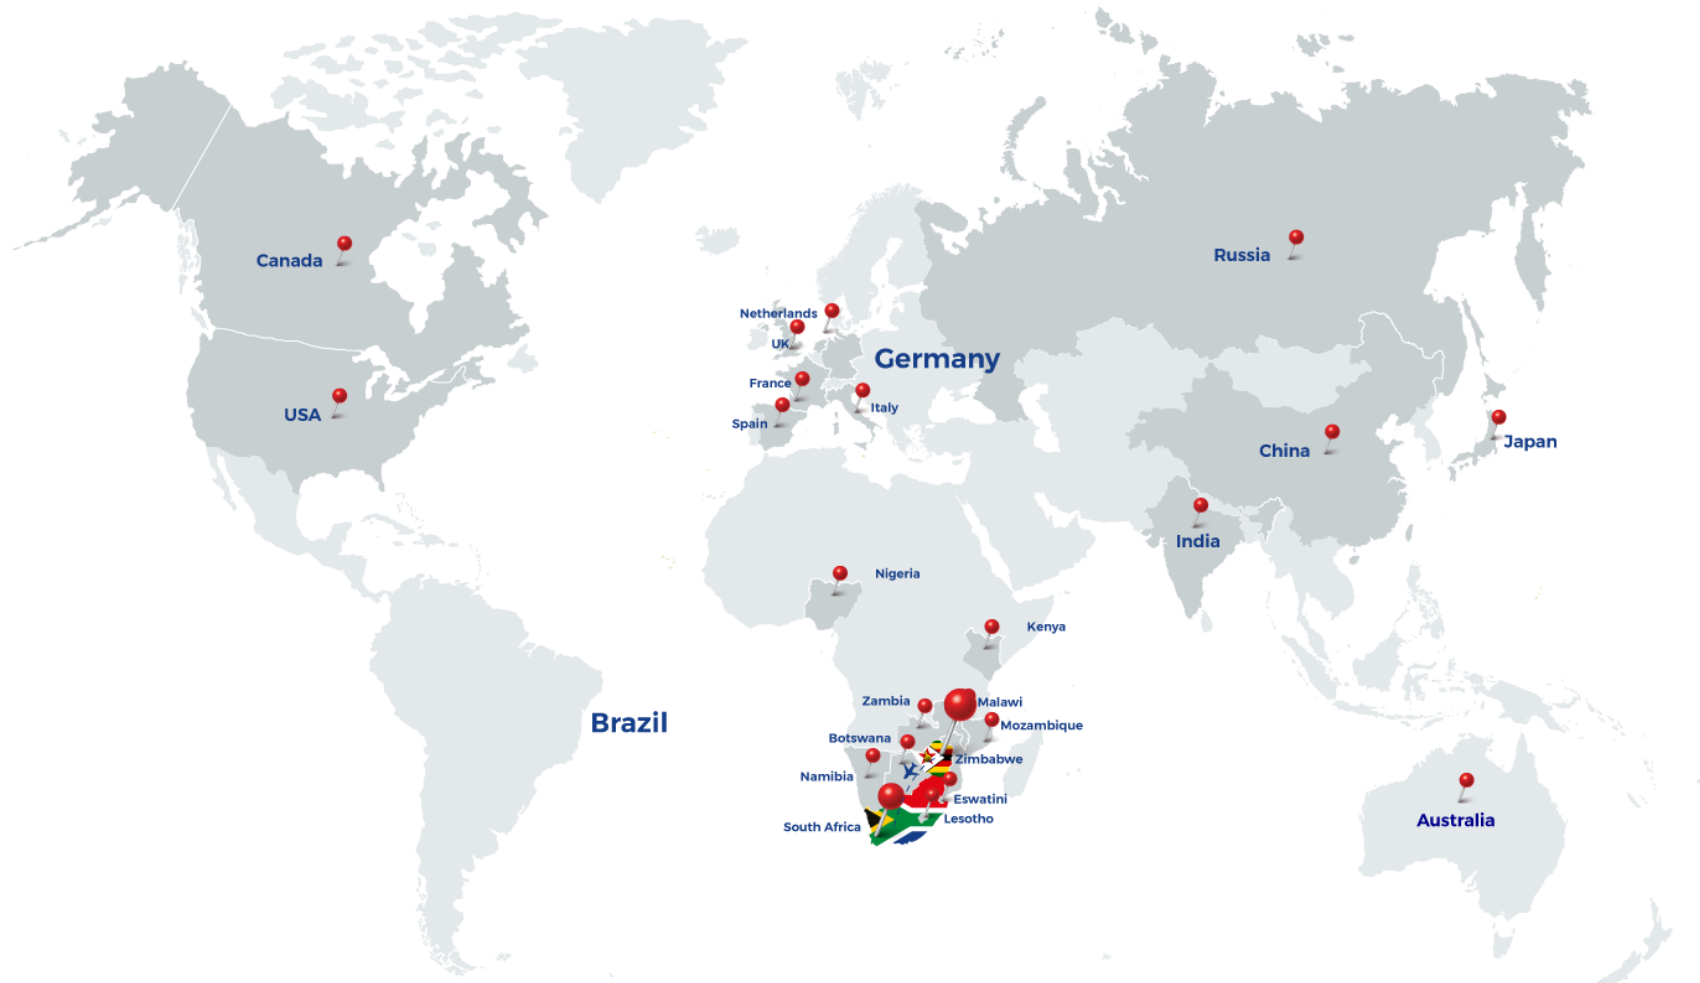 Canada
Russia
Netherlands
UK
Germany
France
Italy
Spain
USA
Japan
China
India
Nigeria
Kenya
Zambia
Malawi
Brazil
Mozambique
Botswana
Zimbabwe
Namibia
Eswatini
Lesotho
South Africa
Australia